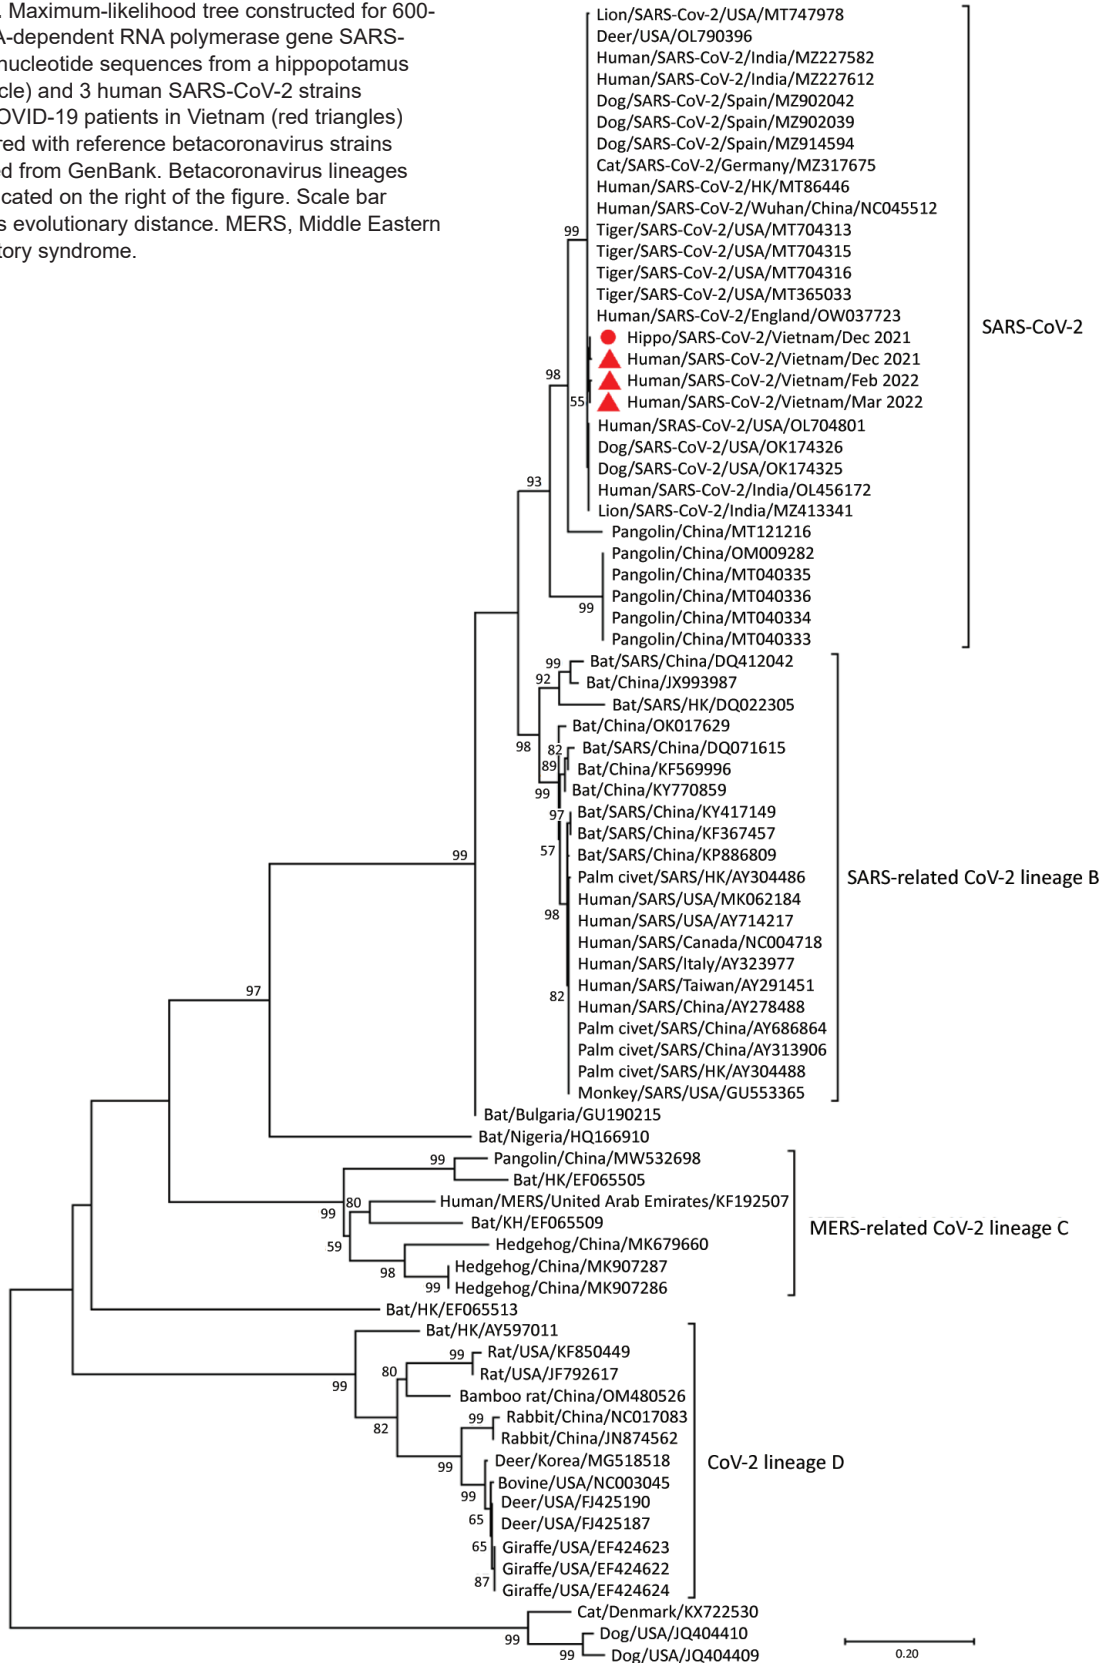 . Maximum-likelihood tree constructed for 600-
A-dependent RNA polymerase gene SARS-
nucleotide sequences from a hippopotamus
cle) and 3 human SARS-CoV-2 strains
OVID-19 patients in Vietnam (red triangles)
red with reference betacoronavirus strains
ed from GenBank. Betacoronavirus lineages
cated on the right of the figure. Scale bar
s evolutionary distance. MERS, Middle Eastern
tory syndrome.
Lion/SARS-Cov-2/USA/MT747978
Deer/USA/OL790396
Human/SARS-CoV-2/India/MZ227582
Human/SARS-CoV-2/India/MZ227612
Dog/SARS-CoV-2/Spain/MZ902042
Dog/SARS-CoV-2/Spain/MZ902039
Dog/SARS-CoV-2/Spain/MZ914594
Cat/SARS-CoV-2/Germany/MZ317675
Human/SARS-CoV-2/HK/MT86446
Human/SARS-CoV-2/Wuhan/China/NC045512
99 Tiger/SARS-CoV-2/USA/MT704313
Tiger/SARS-CoV-2/USA/MT704315
Tiger/SARS-CoV-2/USA/MT704316
Tiger/SARS-CoV-2/USA/MT365033
Human/SARS-CoV-2/England/OW037723
SARS-CoV-2
Hippo/SARS-CoV-2/Vietnam/Dec 2021
Human/SARS-CoV-2/Vietnam/Dec 2021
98 Human/SARS-CoV-2/Vietnam/Feb 2022
55 Human/SARS-CoV-2/Vietnam/Mar 2022
Human/SRAS-CoV-2/USA/OL704801
Dog/SARS-CoV-2/USA/OK174326
Dog/SARS-CoV-2/USA/OK174325
93 Human/SARS-CoV-2/India/OL456172
Lion/SARS-CoV-2/India/MZ413341
Pangolin/China/MT121216
Pangolin/China/OM009282
Pangolin/China/MT040335
Pangolin/China/MT040336
99 Pangolin/China/MT040334
Pangolin/China/MT040333
99 Bat/SARS/China/DQ412042
92 Bat/China/JX993987
Bat/SARS/HK/DQ022305
Bat/China/OK017629
98 82 Bat/SARS/China/DQ071615
89 Bat/China/KF569996
99 Bat/China/KY770859
97 Bat/SARS/China/KY417149
Bat/SARS/China/KF367457
57 Bat/SARS/China/KP886809
99
Palm civet/SARS/HK/AY304486
SARS-related CoV-2 lineage B
Human/SARS/USA/MK062184
98 Human/SARS/USA/AY714217
Human/SARS/Canada/NC004718
Human/SARS/Italy/AY323977
Human/SARS/Taiwan/AY291451
97
82 Human/SARS/China/AY278488
Palm civet/SARS/China/AY686864
Palm civet/SARS/China/AY313906
Palm civet/SARS/HK/AY304488
Monkey/SARS/USA/GU553365
Bat/Bulgaria/GU190215
Bat/Nigeria/HQ166910
99 Pangolin/China/MW532698
Bat/HK/EF065505
80 Human/MERS/United Arab Emirates/KF192507
99 Bat/KH/EF065509
MERS-related CoV-2 lineage C
59 Hedgehog/China/MK679660
98 Hedgehog/China/MK907287
99 Hedgehog/China/MK907286
Bat/HK/EF065513
Bat/HK/AY597011
99 Rat/USA/KF850449
80 Rat/USA/JF792617
99 Bamboo rat/China/OM480526
82 99 Rabbit/China/NC017083
Rabbit/China/JN874562
99 Deer/Korea/MG518518
CoV-2 lineage D
Bovine/USA/NC003045
99 Deer/USA/FJ425190
65 Deer/USA/FJ425187
65 Giraffe/USA/EF424623
Giraffe/USA/EF424622
87 Giraffe/USA/EF424624
Cat/Denmark/KX722530
99 Dog/USA/JQ404410
99 Dog/USA/JQ404409
0.20